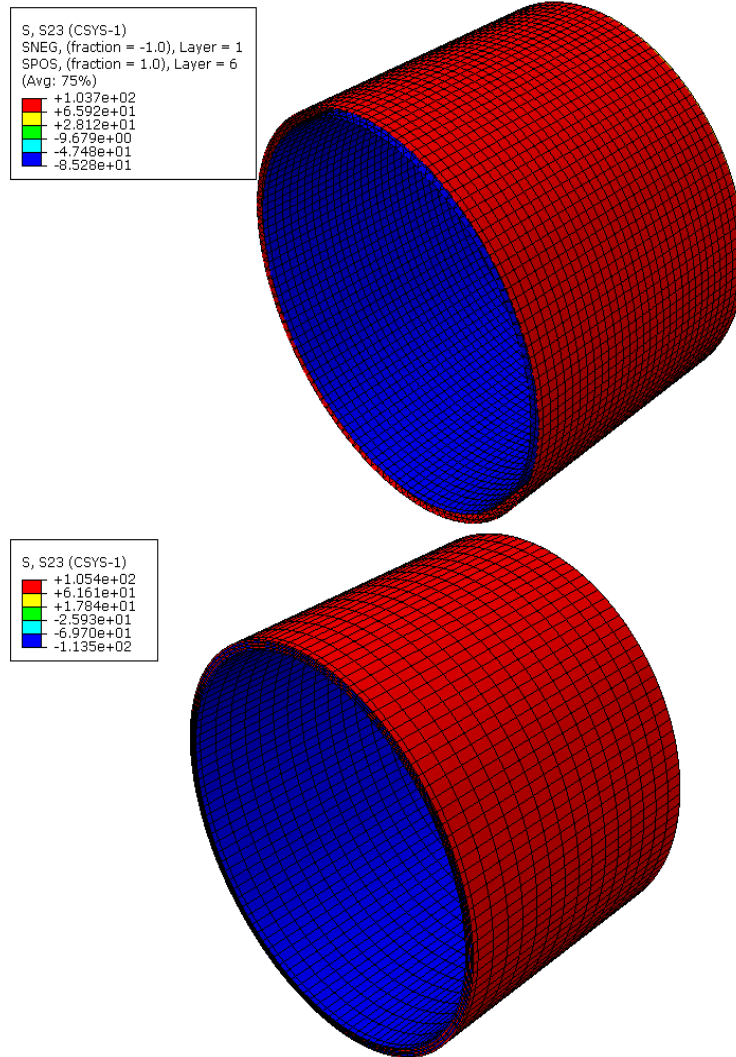 S, S23 (CSYS-1)
SNEG, (fraction = -1.0), Layer = 1
SPOS, (fraction = 1.0), Layer = 6
(Avg: 75%)
+1.037e+02
+6.592e+01
+2.812e+01
-9.679e+00
-4.748e+01
-8.528e+01
S, S23 (CSYS-1)
+1.054e+02
+6.161e+01
+1.784e+01
-2.593e+01
-6.970e+01
-1.135e+02